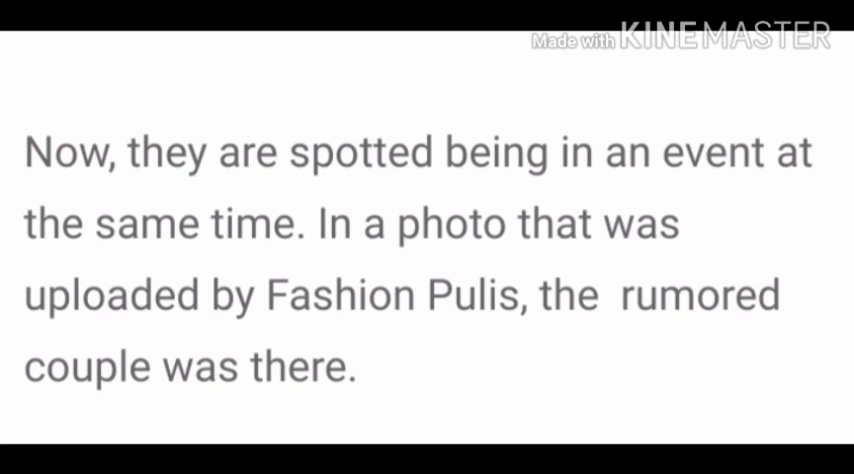 Made with KINEMASTER
Now, they are spotted being in an event at
the same time. In a photo that was
uploaded by Fashion Pulis, the  rumored
couple was there.